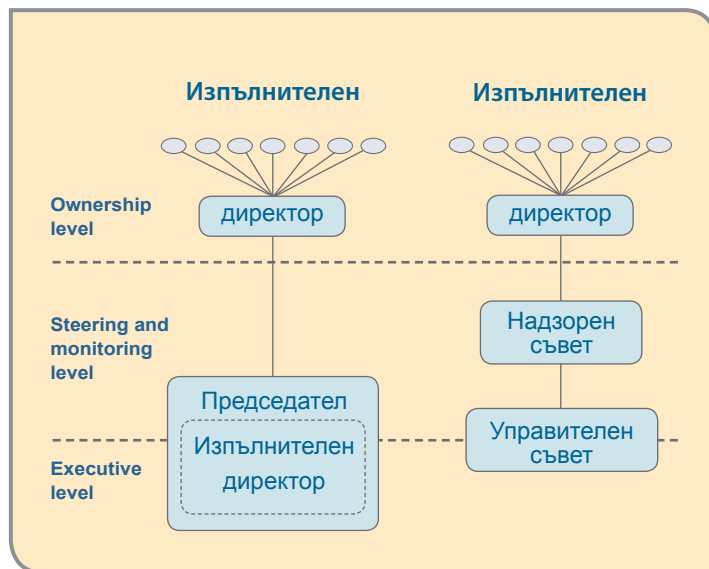 Изпълнителен
Изпълнителен
Ownership
level
директор
директор
Steering and
monitoring
level
Надзорен
съвет
Председател
Изпълнителен
директор
Управителен
съвет
Executive
level